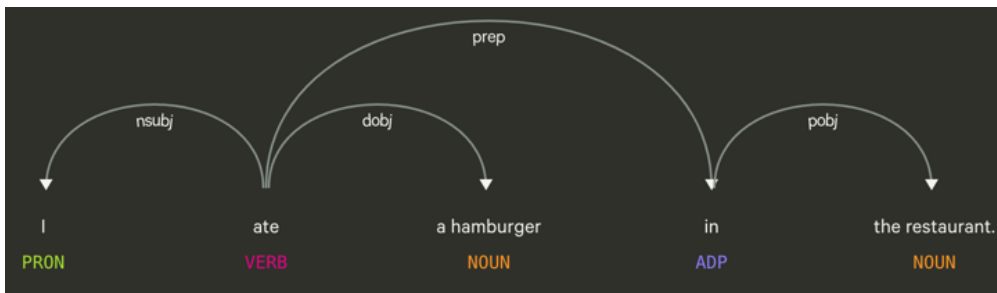 prep
nsubj dobj pobj
I ate a hamburger in the restaurant.
PRON VERB NOUN ADP NOUN